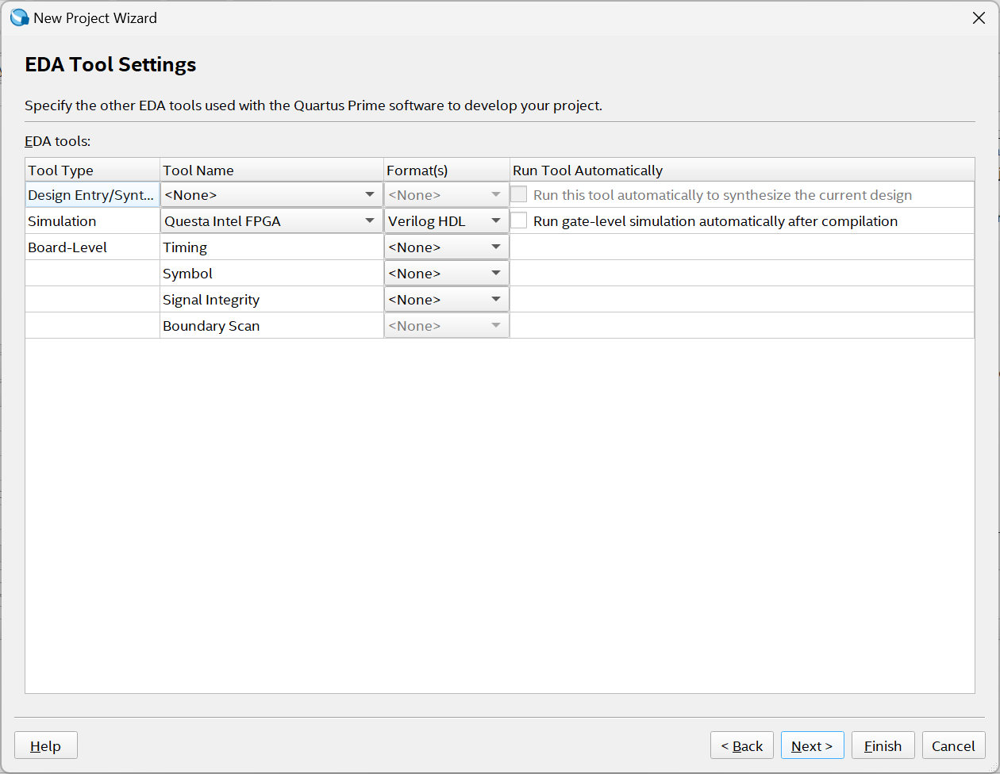 New Project Wizard
EDA Tool Settings
Specify the other EDA tools used with the Quartus Prime software to develop your project.
EDA tools:
Tool Type Tool Name Format(s) Run Tool Automatically
Design Entry/Synt... <None> <None> Run this tool automatically to synthesize the current design
Simulation Questa Intel FPGA Verilog HDL Run gate-level simulation automatically after compilation
Board-Level Timing <None>
Symbol <None>
Signal Integrity <None>
Boundary Scan <None>
Help < Back Next > Finish Cancel